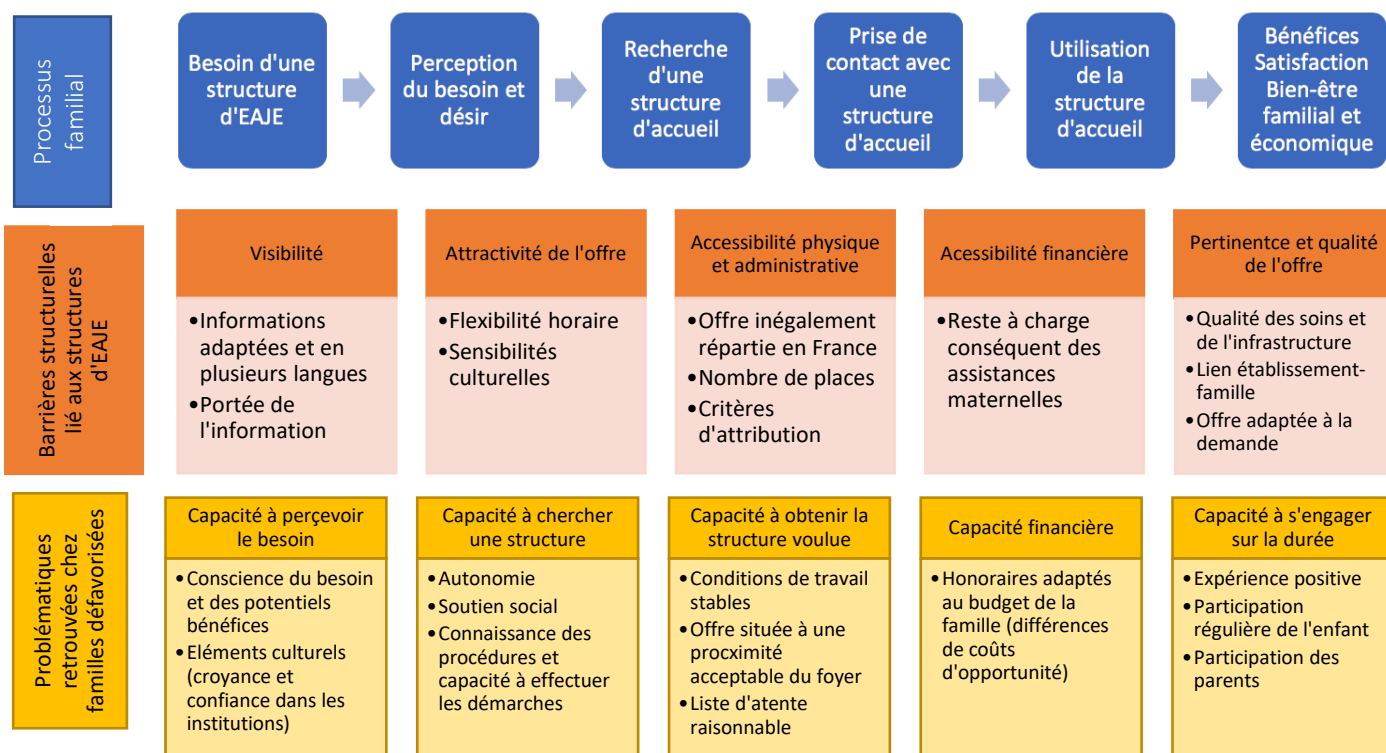 Processus
familial
Besoin d'une
structure
d'EAJE
Perception
du besoin et
désir
Recherche
d'une
structure
d'accueil
Prise de
contact avec
une
structure
d'accueil
Utilisation
de la
structure
d'accueil
Bénéfices
Satisfaction
Bien-être
familial et
économique
Barrières structurelles
lié aux structures
d'EAJE
Visibilité
•Informations
adaptées et en
plusieurs langues
•Portée de
l'information
Attractivité de l'offre
•Flexibilité horaire
•Sensibilités
culturelles
Accessibilité physique
et administrative
•Offre inégalement
répartie en France
•Nombre de places
•Critères
d'attribution
Acessibilité financière
•Reste à charge
conséquent des
assistances
maternelles
Pertinentce et qualité
de l'offre
•Qualité des soins et
de l'infrastructure
•Lien établissement-
famille
•Offre adaptée à la
demande
Problématiques
retrouvées chez
familles défavorisées
Capacité à perçevoir
le besoin
•Conscience du besoin
et des potentiels
bénéfices
•Eléments culturels
(croyance et
confiance dans les
institutions)
Capacité à chercher
une structure
•Autonomie
•Soutien social
•Connaissance des
procédures et
capacité à effectuer
les démarches
Capacité à obtenir la
structure voulue
•Conditions de travail
stables
•Offre située à une
procximité
acceptable du foyer
•Liste d'atente
raisonnable
Capacité financière
•Honoraires adaptés
au budget de la
famille (différences
de coûts
d'opportunité)
Capacité à s'engager
sur la durée
•Expérience positive
•Participation
régulière de l'enfant
•Participation des
parents